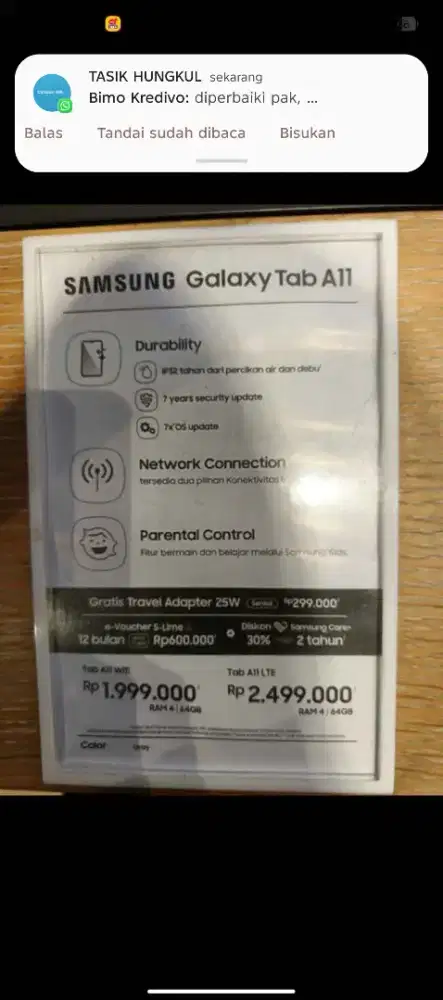 TASIK HUNGKUL sekarang
Bimo Kredivo: diperbaiki pak, ...
Balas Tandai sudah dibaca Bisukan
SAMSUNG Galaxy Tab A11
Durability
IP52 tahan dari percikan air dan debu
7 years security update
7x OS update
Network Connection
tersedia dua pilihan Konektivitas
Parental Control
Fitur bermain dan belajar melalui Samsung Kids
Gratis Travel Adapter 25W Senilai Rp299.000
e-Voucher S-Lime Diskon Samsung Care+
12 bulan Rp600.000 30% 2 tahun
Tab A11 Wifi Tab A11 LTE
Rp1.999.000 Rp2.499.000
RAM 4 | 64GB RAM 4 | 64GB
Color Gray